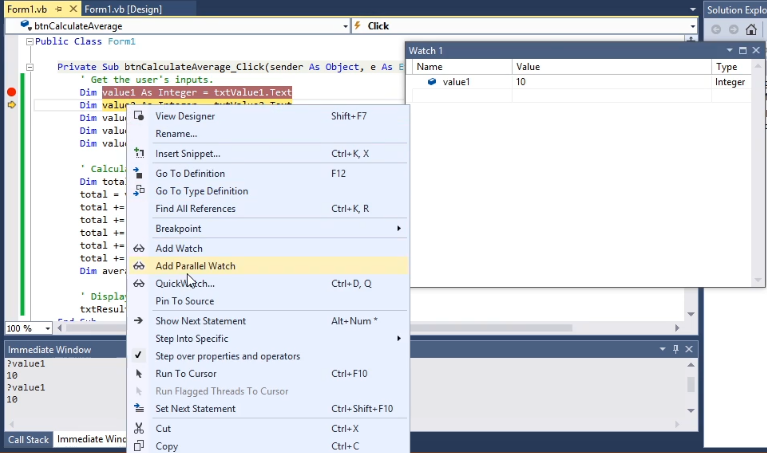 Form1.vb
Form1.vb [Design]
Solution Explo
btnCalculateAverage
Click
Public Class Form1
Private Sub btnCalculateAverage_Click(sender As Object, e As E
' Get the user's inputs.
Dim value1 As Integer = txtValue1.Text
Dim value2 As Integer = txtValue2.Text
Dim value
Dim value
Dim value
' Calcula
Dim tota
total =
total +=
total +=
total +=
total +=
Dim avera
' Display
txtResul
End Sub
100 %
Watch 1
Name Value Type
value1 10 Integer
View Designer Shift+F7
Rename...
Insert Snippet... Ctrl+K, X
Go To Definition F12
Go To Type Definition
Find All References Ctrl+K, R
Breakpoint
Add Watch
Add Parallel Watch
QuickWatch... Ctrl+D, Q
Pin To Source
Show Next Statement Alt+Num *
Step Into Specific
Step over properties and operators
Run To Cursor Ctrl+F10
Run Flagged Threads To Cursor
Set Next Statement Ctrl+Shift+F10
Cut Ctrl+X
Copy Ctrl+C
Immediate Window
?value1
10
?value1
10
Call Stack
Immediate Wind